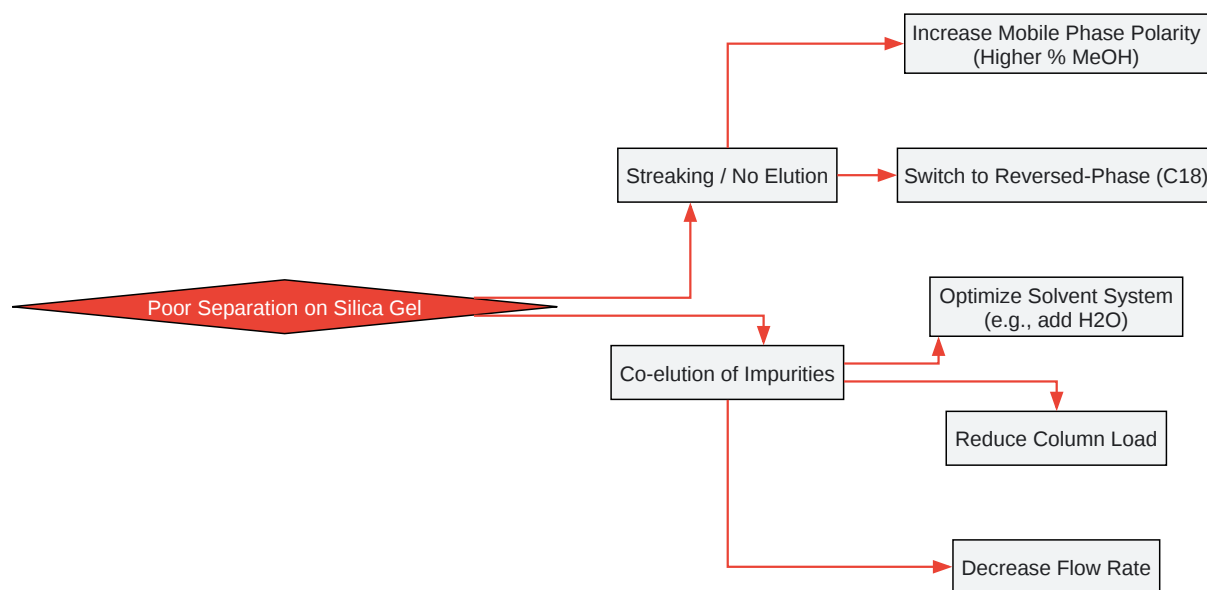 Increase Mobile Phase Polarity
(Higher % MeOH)
Streaking / No Elution
Switch to Reversed-Phase (C18)
Poor Separation on Silica Gel
Optimize Solvent System
(e.g., add H2O)
Co-elution of Impurities
Reduce Column Load
Decrease Flow Rate